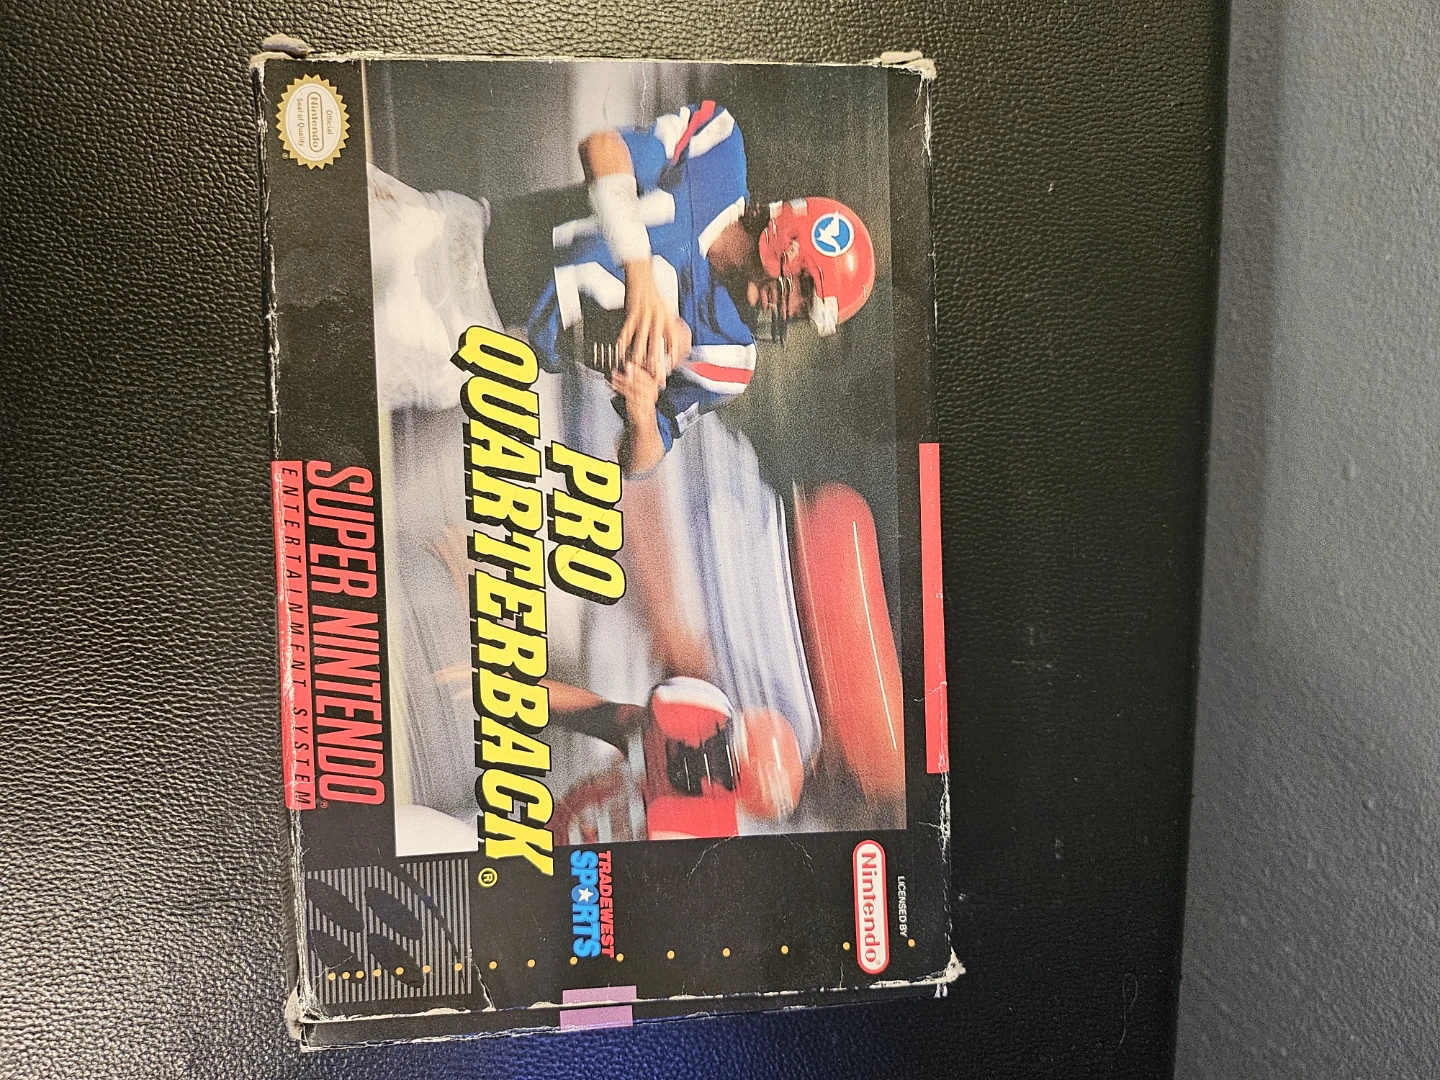 LICENSED BY
Nintendo®
TRADEWEST
SPORTS
PRO
QUARTERBACK®
SUPER NINTENDO®
ENTERTAINMENT SYSTEM
Official
Nintendo
Seal of Quality